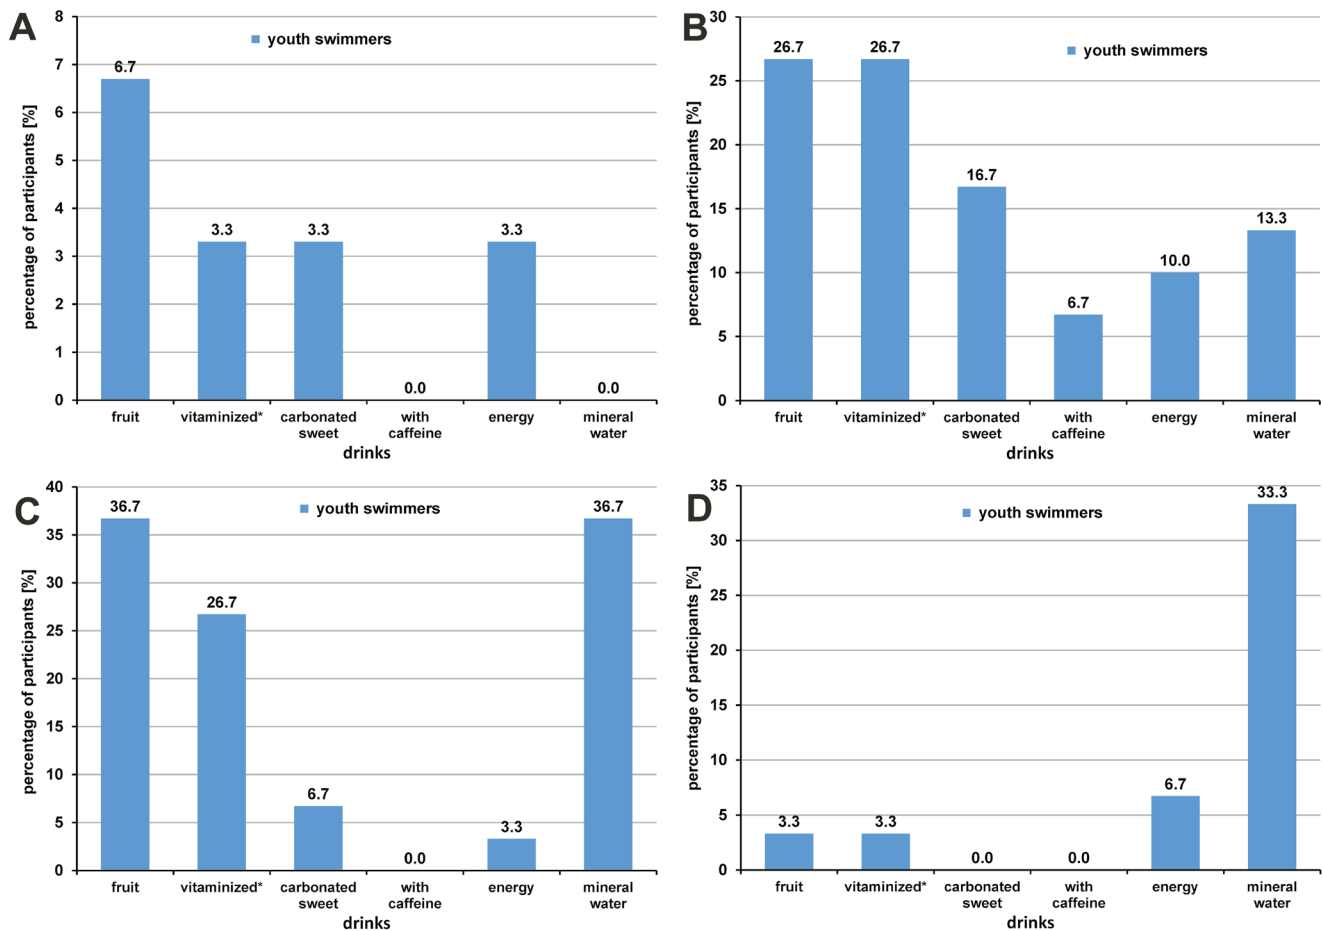 A
youth swimmers
percentage of participants [%]
8
7
6
5
4
3
2
1
0
6.7
3.3
3.3
0.0
3.3
0.0
fruit
vitaminized*
carbonated
sweet
with
caffeine
energy
mineral
water
drinks
B
youth swimmers
percentage of participants [%]
30
25
20
15
10
5
0
26.7
26.7
16.7
6.7
10.0
13.3
fruit
vitaminized*
carbonated
sweet
with
caffeine
energy
mineral
water
drinks
C
youth swimmers
percentage of participants [%]
40
35
30
25
20
15
10
5
0
36.7
26.7
6.7
0.0
3.3
36.7
fruit
vitaminized*
carbonated
sweet
with
caffeine
energy
mineral
water
drinks
D
youth swimmers
percentage of participants [%]
35
30
25
20
15
10
5
0
3.3
3.3
0.0
0.0
6.7
33.3
fruit
vitaminized*
carbonated
sweet
with
caffeine
energy
mineral
water
drinks